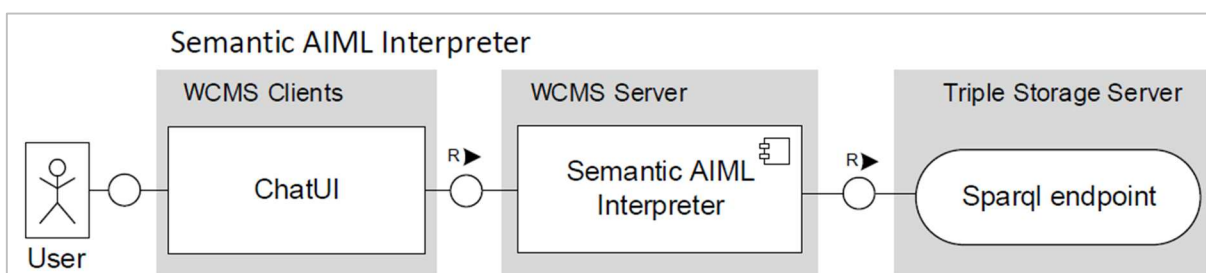 Semantic AIML Interpreter
WCMS Clients
WCMS Server
Triple Storage Server
R
R
ChatUI
Semantic AIML
Interpreter
Sparql endpoint
User